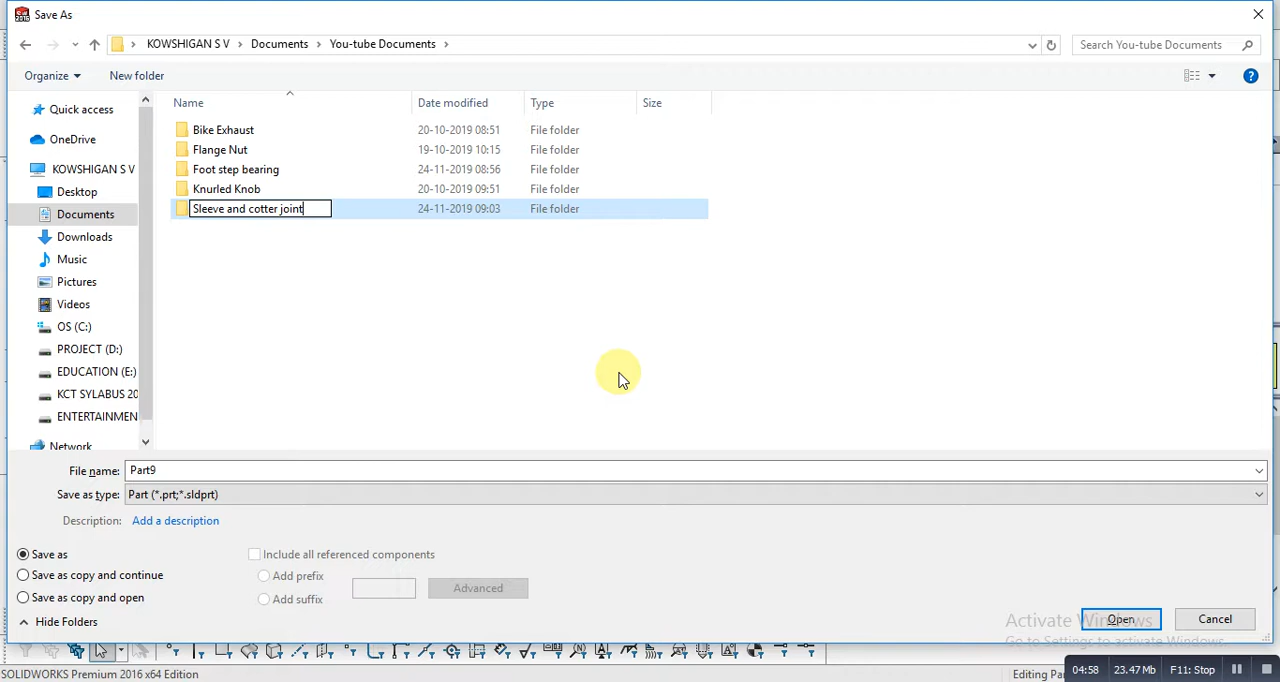 Save As
KOWSHIGAN S V > Documents > You-tube Documents >
Search You-tube Documents
Organize
New folder
Name
Date modified
Type
Size
Quick access
OneDrive
KOWSHIGAN S V
Desktop
Documents
Downloads
Music
Pictures
Videos
OS (C:)
PROJECT (D:)
EDUCATION (E:)
KCT SYLABUS 20
ENTERTAINMEN
Network
Bike Exhaust 20-10-2019 08:51 File folder
Flange Nut 19-10-2019 10:15 File folder
Foot step bearing 24-11-2019 08:56 File folder
Knurled Knob 20-10-2019 09:51 File folder
Sleeve and cotter joint 24-11-2019 09:03 File folder
File name: Part9
Save as type: Part (*.prt;*.sldprt)
Description: Add a description
Save as
Save as copy and continue
Save as copy and open
Include all referenced components
Add prefix
Add suffix
Advanced
Hide Folders
Open
Cancel
Activate Windows
Go to Settings to activate Windows.
SOLIDWORKS Premium 2016 x64 Edition
Editing Pa
04:58 23.47 Mb F11: Stop